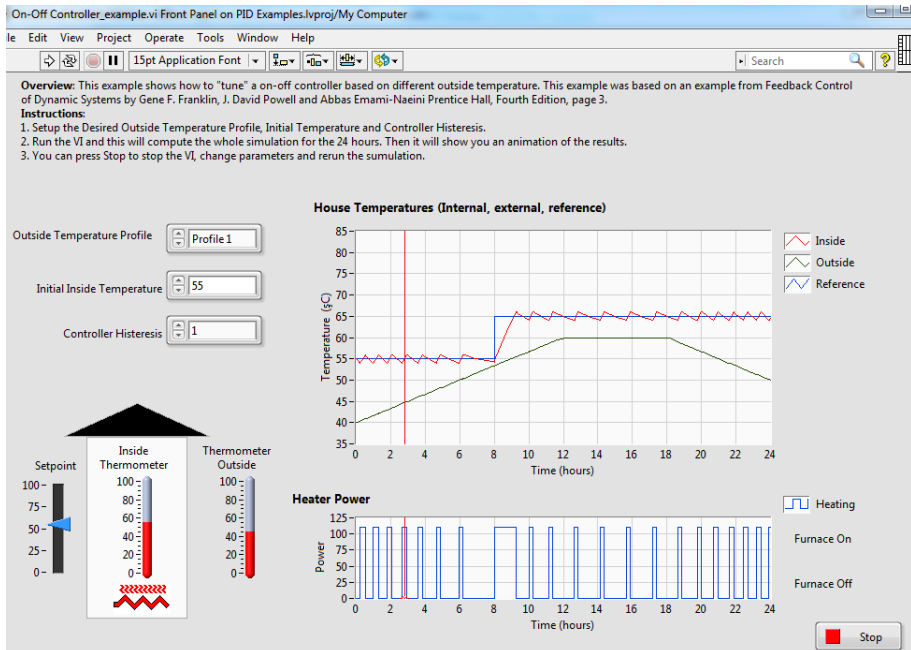 On-Off Controller_example.vi Front Panel on PID Examples.lvproj/My Computer
le Edit View Project Operate Tools Window Help
15pt Application Font
Search
Overview: This example shows how to "tune" a on-off controller based on different outside temperature. This example was based on an example from Feedback Control
of Dynamic Systems by Gene F. Franklin, J. David Powell and Abbas Emami-Naeini Prentice Hall, Fourth Edition, page 3.
Instructions:
1. Setup the Desired Outside Temperature Profile, Initial Temperature and Controller Histeresis.
2. Run the VI and this will compute the whole simulation for the 24 hours. Then it will show you an animation of the results.
3. You can press Stop to stop the VI, change parameters and rerun the sumulation.
Outside Temperature Profile
Profile 1
Initial Inside Temperature
55
Controller Histeresis
1
House Temperatures (Internal, external, reference)
Temperature (şC)
85
80
75
70
65
60
55
50
45
40
35
0 2 4 6 8 10 12 14 16 18 20 22 24
Time (hours)
Inside
Outside
Reference
Setpoint
100
75
50
25
0
Inside
Thermometer
100
80
60
40
20
0
Thermometer
Outside
100
80
60
40
20
0
Heater Power
Power
125
100
75
50
25
0
0 2 4 6 8 10 12 14 16 18 20 22 24
Time (hours)
Heating
Furnace On
Furnace Off
Stop